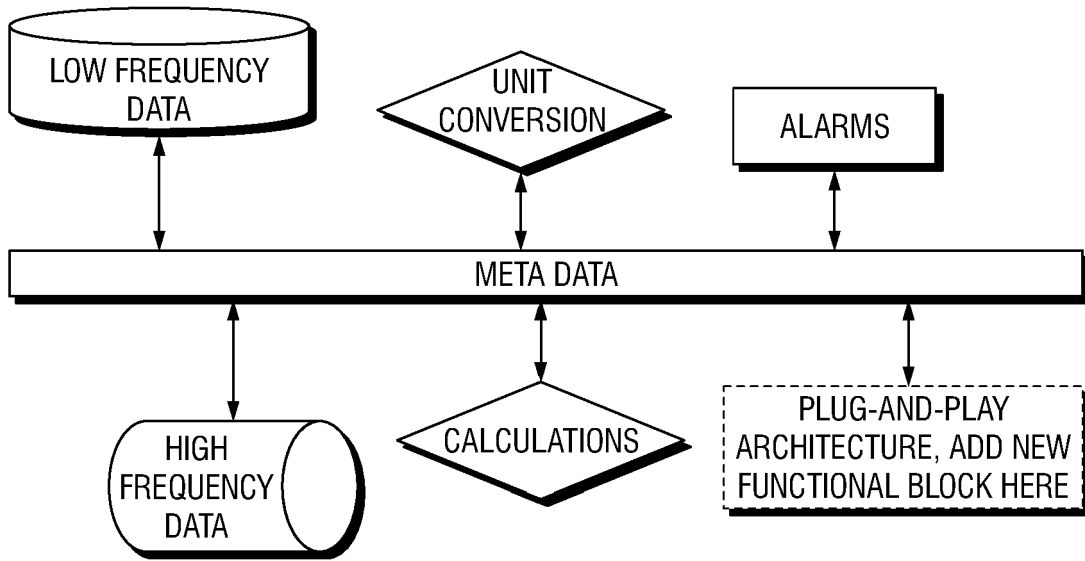 LOW FREQUENCY
DATA
UNIT
CONVERSION
ALARMS
META DATA
HIGH
FREQUENCY
DATA
CALCULATIONS
PLUG-AND-PLAY
ARCHITECTURE, ADD NEW
FUNCTIONAL BLOCK HERE